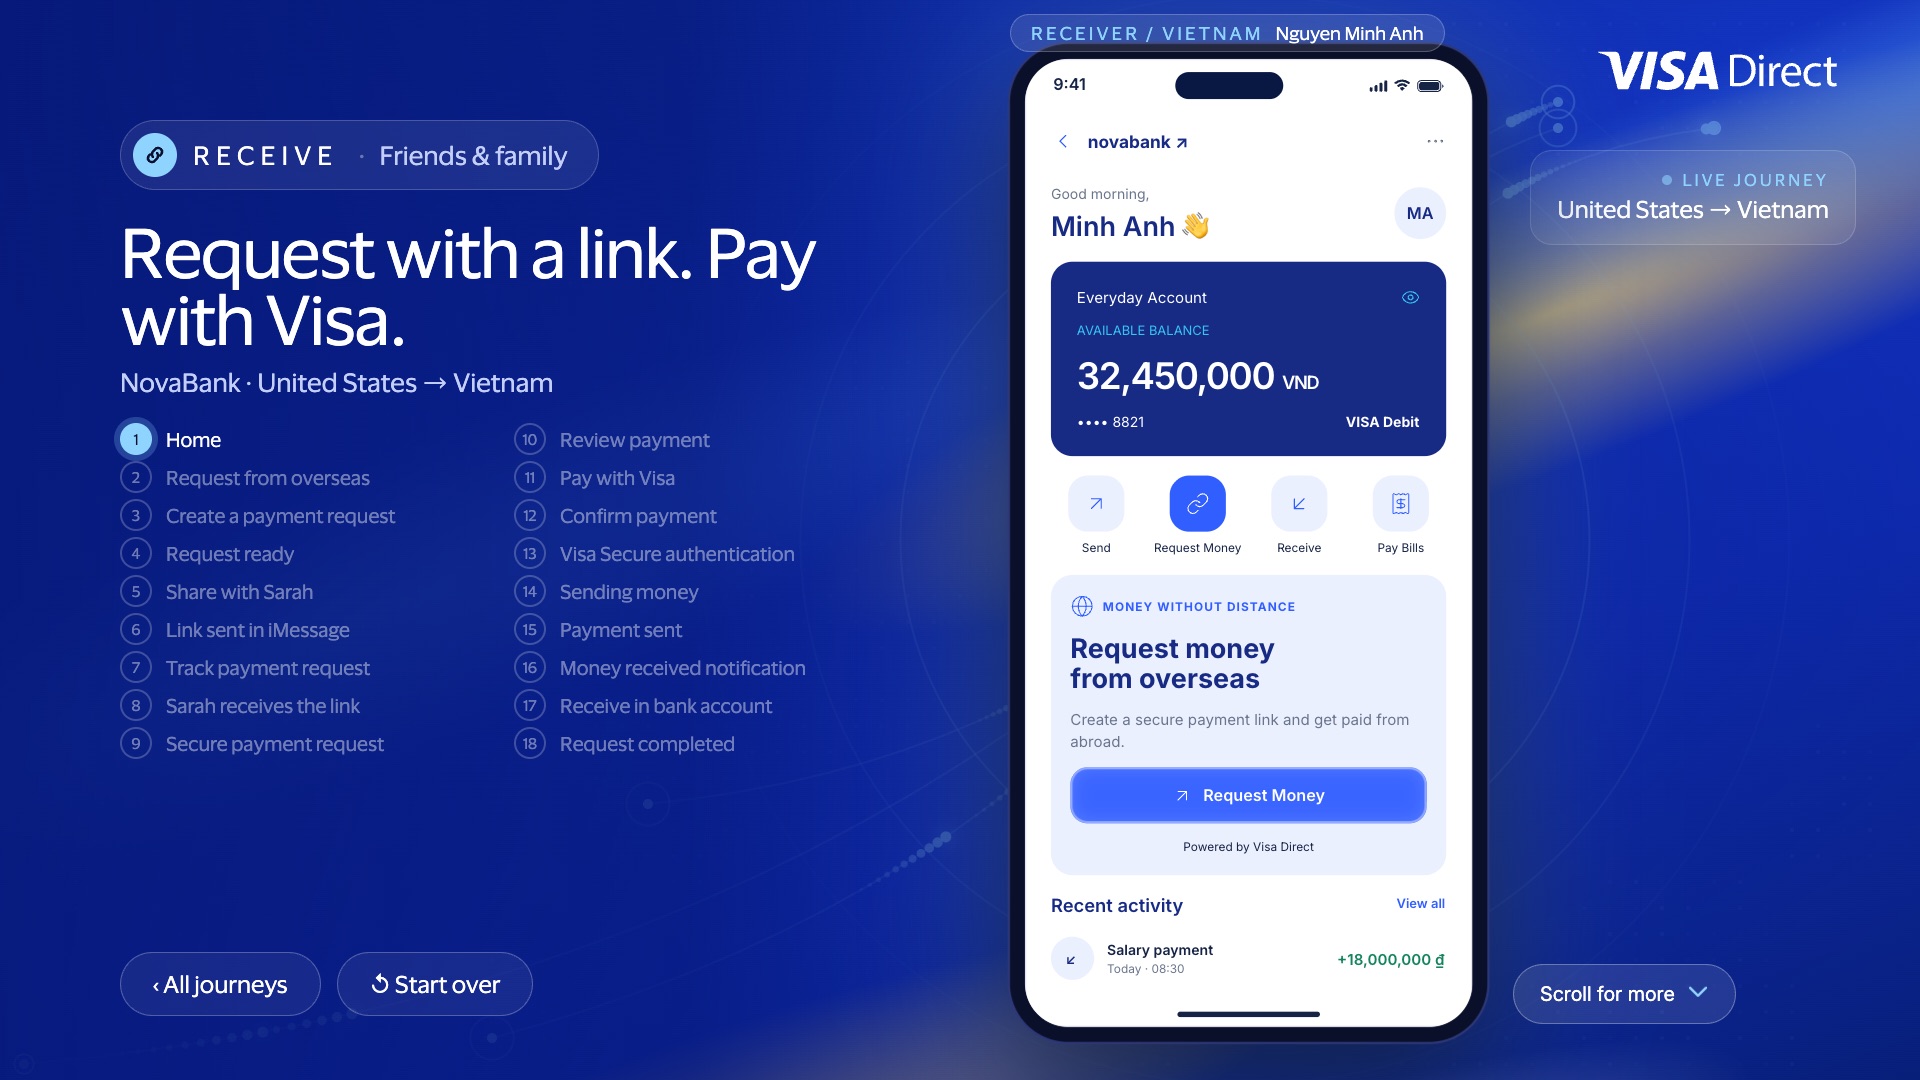 RECEIVER / VIETNAM Nguyen Minh Anh
VISA Direct
RECEIVE · Friends & family
Request with a link. Pay
with Visa.
NovaBank · United States → Vietnam
1 Home
2 Request from overseas
3 Create a payment request
4 Request ready
5 Share with Sarah
6 Link sent in iMessage
7 Track payment request
8 Sarah receives the link
9 Secure payment request
10 Review payment
11 Pay with Visa
12 Confirm payment
13 Visa Secure authentication
14 Sending money
15 Payment sent
16 Money received notification
17 Receive in bank account
18 Request completed
‹ All journeys
Start over
9:41
novabank
Good morning,
Minh Anh 👋
MA
Everyday Account
AVAILABLE BALANCE
32,450,000 VND
•••• 8821
VISA Debit
Send
Request Money
Receive
Pay Bills
MONEY WITHOUT DISTANCE
Request money
from overseas
Create a secure payment link and get paid from
abroad.
Request Money
Powered by Visa Direct
Recent activity
View all
Salary payment
Today · 08:30
+18,000,000 ₫
LIVE JOURNEY
United States → Vietnam
Scroll for more